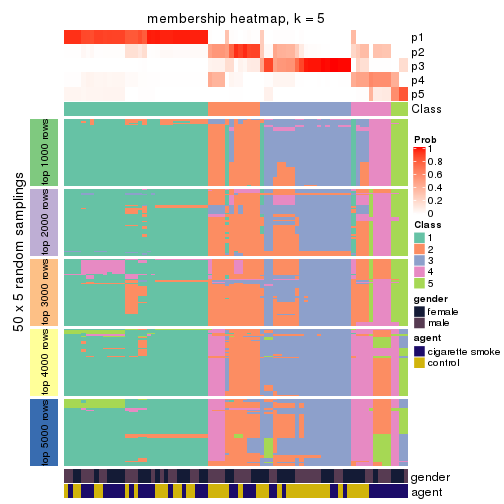 membership heatmap, k = 5
p1
p2
p3
p4
p5
Class
50 x 5 random samplings
top 1000 rows
top 2000 rows
top 3000 rows
top 4000 rows
top 5000 rows
Prob
1
0.8
0.6
0.4
0.2
0
Class
1
2
3
4
5
gender
female
male
agent
cigarette smoke
control
gender
agent